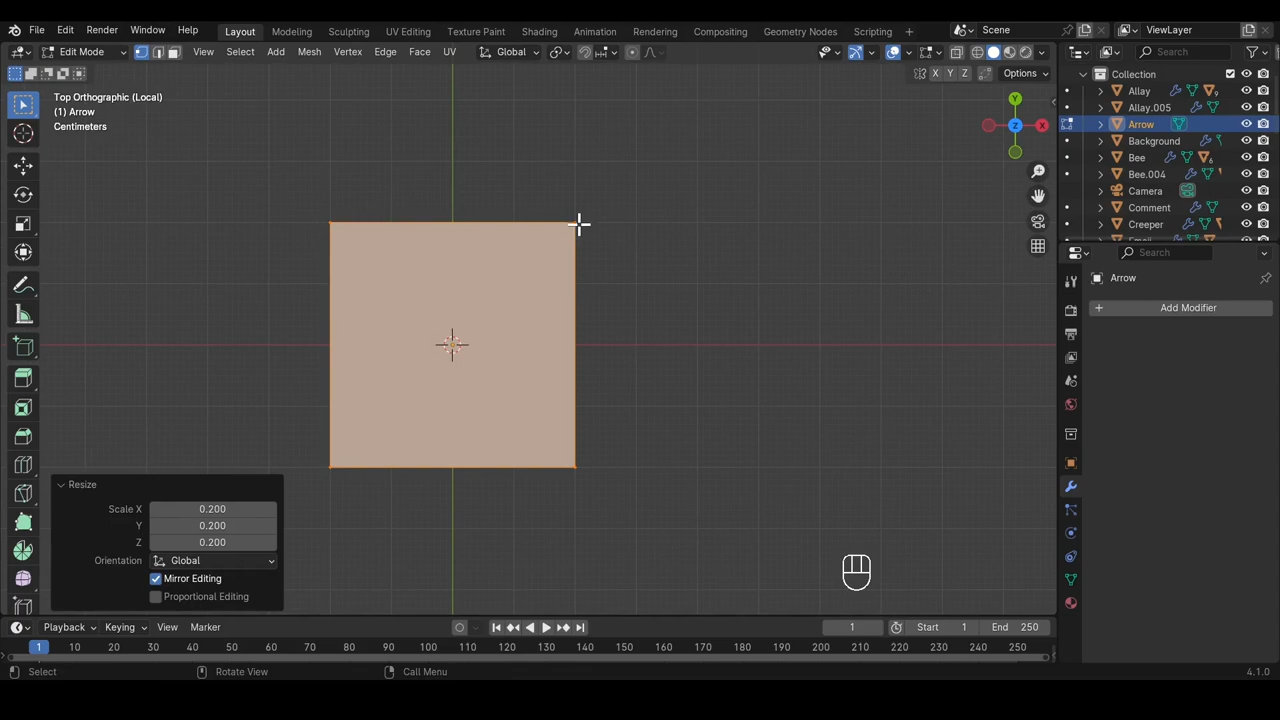 File Edit Render Window Help Layout Modeling Sculpting UV Editing Texture Paint Shading Animation Rendering Compositing Geometry Nodes Scripting + Scene ViewLayer
Edit Mode View Select Add Mesh Vertex Edge Face UV Global Search
X Y Z Options
Collection
Top Orthographic (Local)
(1) Arrow
Centimeters
Y
Z
X
Allay 9
Allay.005
Arrow
Background
Bee 6
Bee.004
Camera
Comment
Creeper
Search
Arrow
+ Add Modifier
Resize
Scale X 0.200
Y 0.200
Z 0.200
Orientation Global
Mirror Editing
Proportional Editing
Playback Keying View Marker 1 Start 1 End 250
1 10 20 30 40 50 60 70 80 90 100 110 120 130 140 150 160 170 180 190 200 210 220 230 240 250
Select Rotate View Call Menu 4.1.0